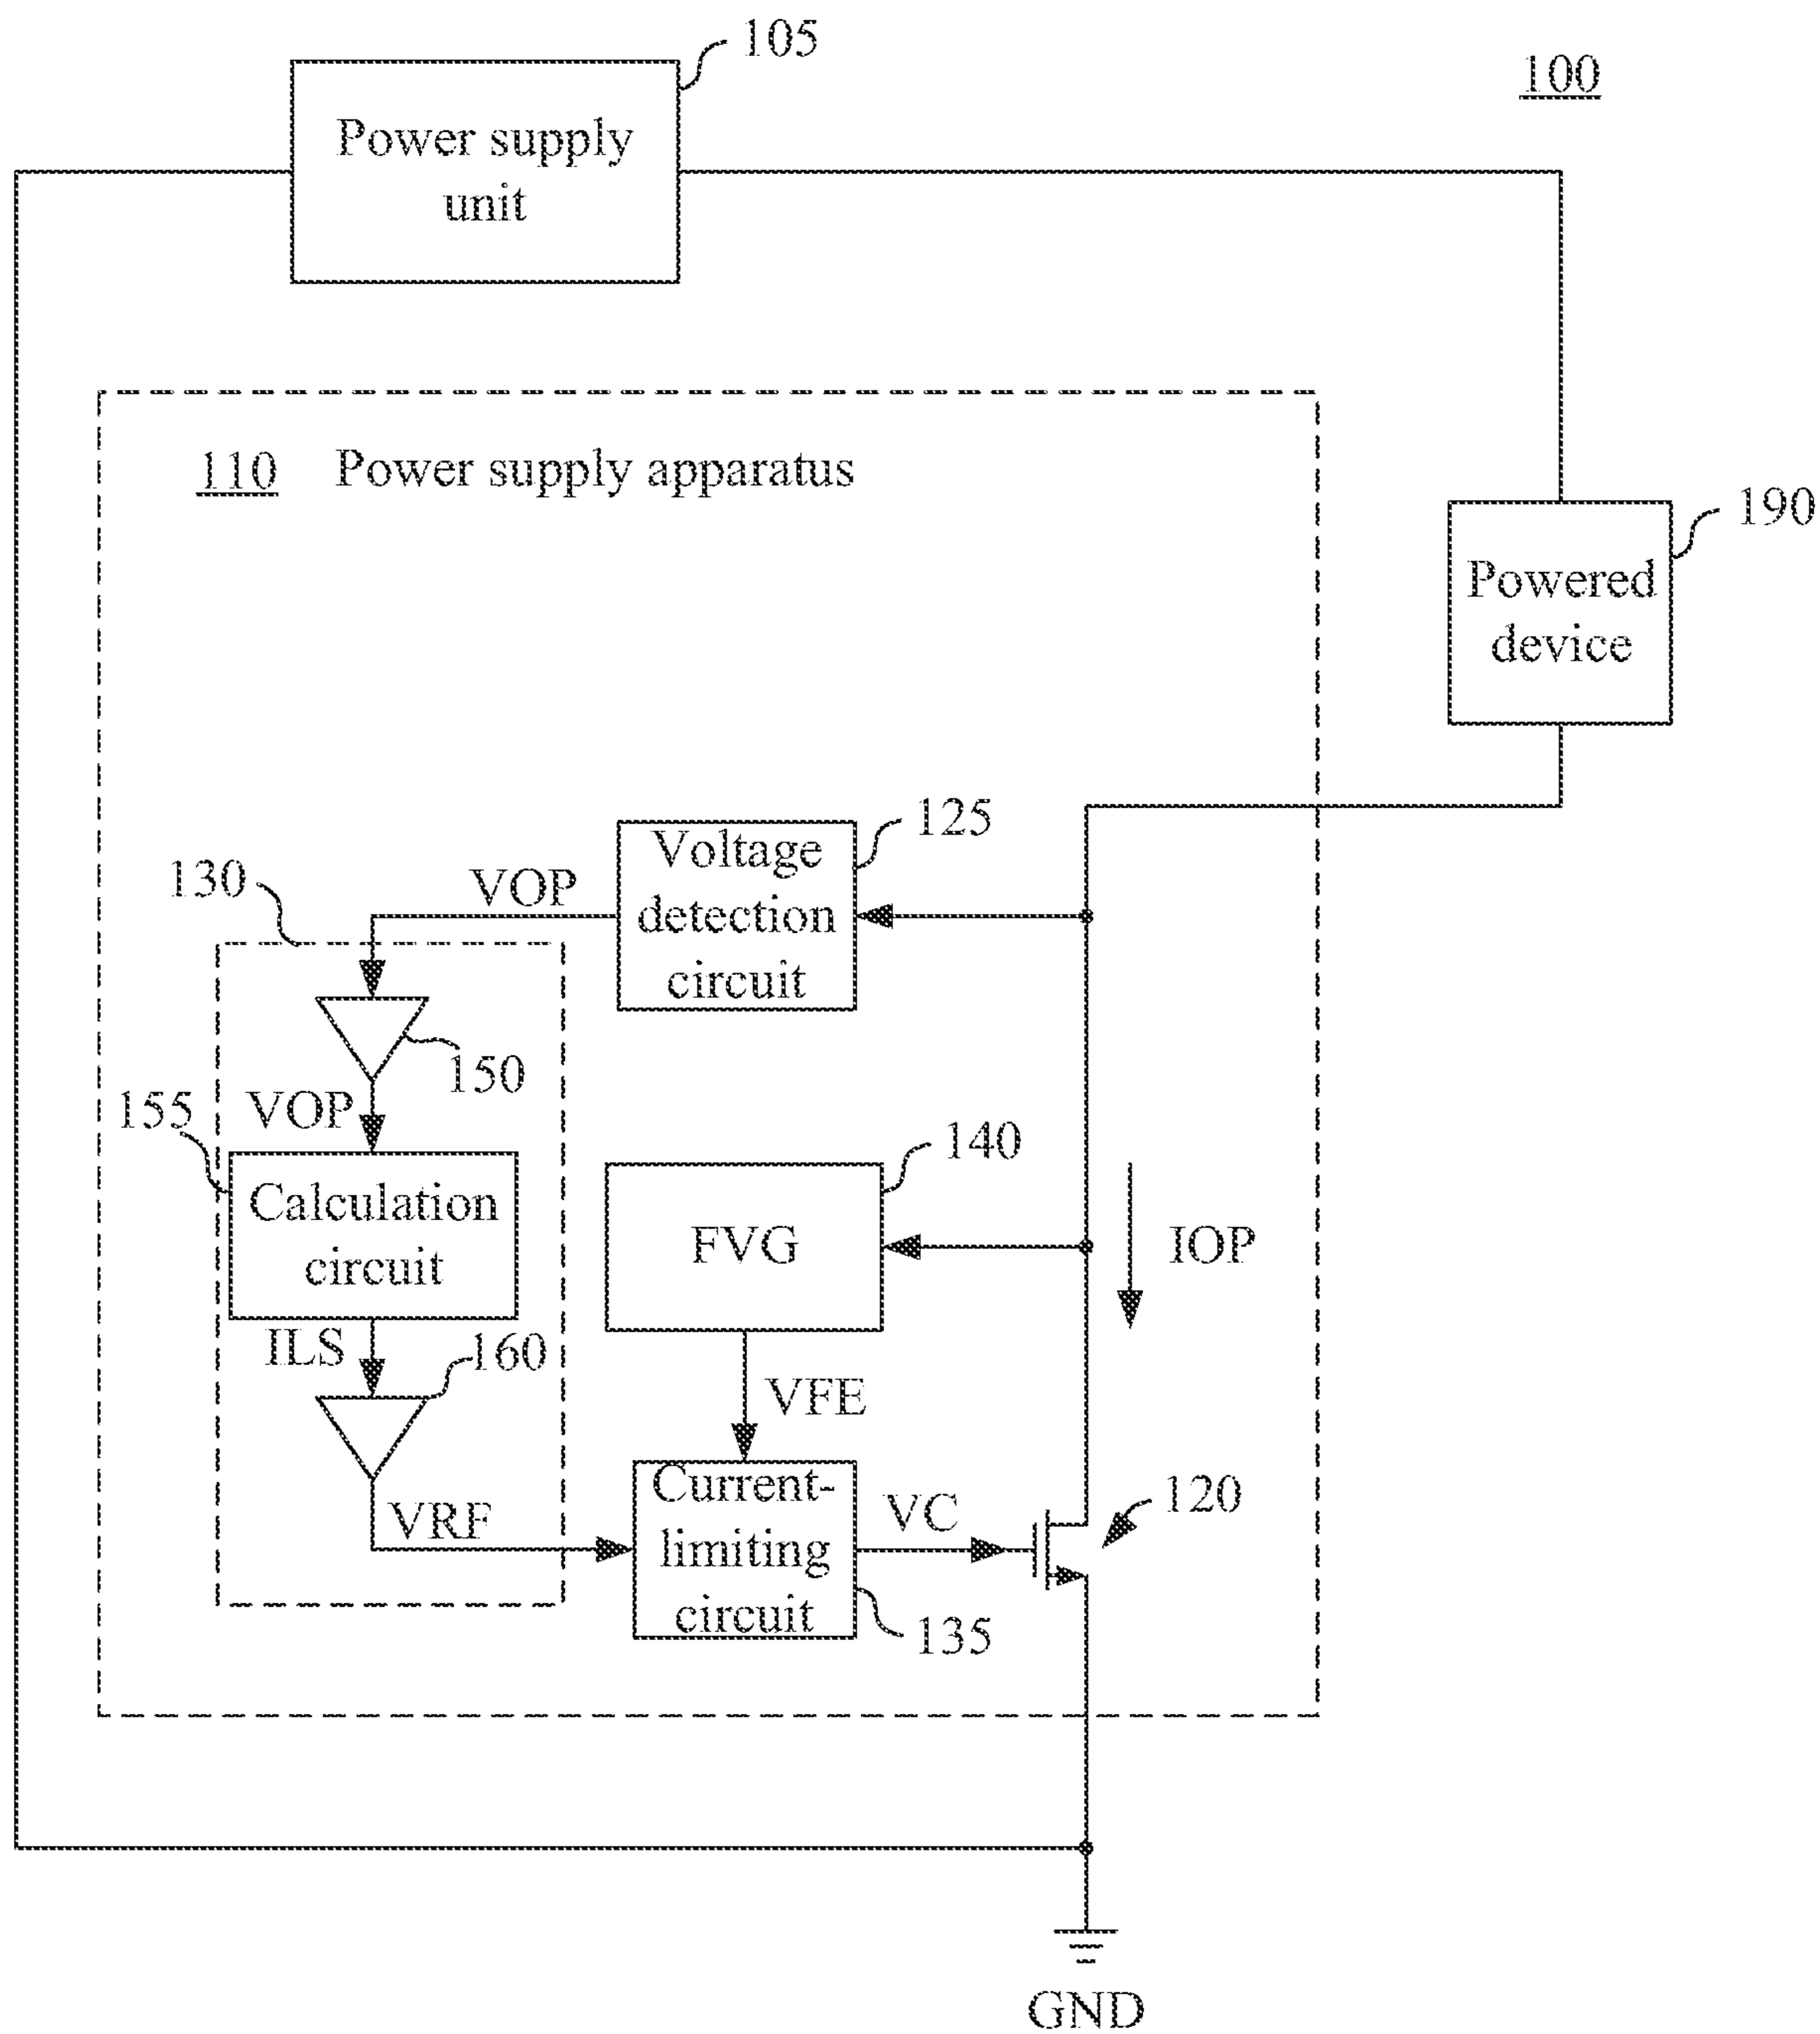 105
100
Power supply
unit
110 Power supply apparatus
190
Powered
device
125
Voltage
detection
circuit
VOP
130
150
VOP
155
Calculation
circuit
140
FVG
IOP
ILS
160
VFE
VRF
Current-
limiting
circuit
VC
120
135
GND